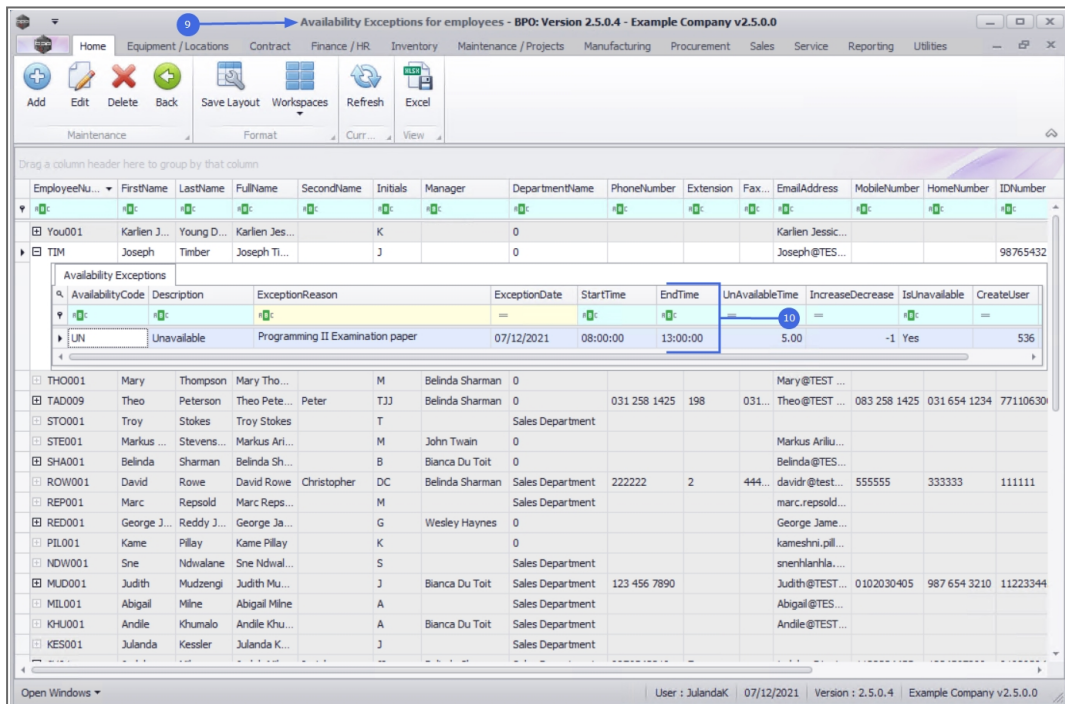 9 Availability Exceptions for employees - BPO: Version 2.5.0.4 - Example Company v2.5.0.0
Home Equipment / Locations Contract Finance / HR Inventory Maintenance / Projects Manufacturing Procurement Sales Service Reporting Utilities
Add Edit Delete Back Save Layout Workspaces Refresh Excel
Maintenance Format Curr... View
Drag a column header here to group by that column
EmployeeNu... FirstName LastName FullName SecondName Initials Manager DepartmentName PhoneNumber Extension Fax... EmailAddress MobileNumber HomeNumber IDNumber
You001 Karlien J... Young D... Karlien Jes... K 0 Karlien Jessic...
TIM Joseph Timber Joseph Ti... J 0 Joseph@TES... 98765432
Availability Exceptions
AvailabilityCode Description ExceptionReason ExceptionDate StartTime EndTime UnAvailableTime IncreaseDecrease IsUnavailable CreateUser
10
UN Unavailable Programming II Examination paper 07/12/2021 08:00:00 13:00:00 5.00 -1 Yes 536
THO001 Mary Thompson Mary Tho... M Belinda Sharman 0 Mary@TEST ...
TAD009 Theo Peterson Theo Pete... Peter TJJ Belinda Sharman 0 031 258 1425 198 031... Theo@TEST ... 083 258 1425 031 654 1234 771106300
STO001 Troy Stokes Troy Stokes T Sales Department
STE001 Markus ... Stevens... Markus Ari... M John Twain 0 Markus Ariliu...
SHA001 Belinda Sharman Belinda Sh... B Bianca Du Toit 0 Belinda@TES...
ROW001 David Rowe David Rowe Christopher DC Belinda Sharman Sales Department 222222 2 444... davidr@test... 555555 333333 111111
REP001 Marc Repsold Marc Reps... M Sales Department marc.repsold...
RED001 George J... Reddy J... George Ja... G Wesley Haynes 0 George Jame...
PIL001 Kame Pillay Kame Pillay K 0 kameshni.pill...
NDW001 Sne Ndwalane Sne Ndwal... S Sales Department snenhlanhla....
MUD001 Judith Mudzengi Judith Mu... J Bianca Du Toit Sales Department 123 456 7890 Judith@TEST... 0102030405 987 654 3210 11223344
MIL001 Abigail Milne Abigail Milne A Sales Department Abigail@TES...
KHU001 Andile Khumalo Andile Khu... A Bianca Du Toit Sales Department Andile@TEST...
KES001 Julanda Kessler Julanda K... J Sales Department
Open Windows User : JulandaK 07/12/2021 Version : 2.5.0.4 Example Company v2.5.0.0